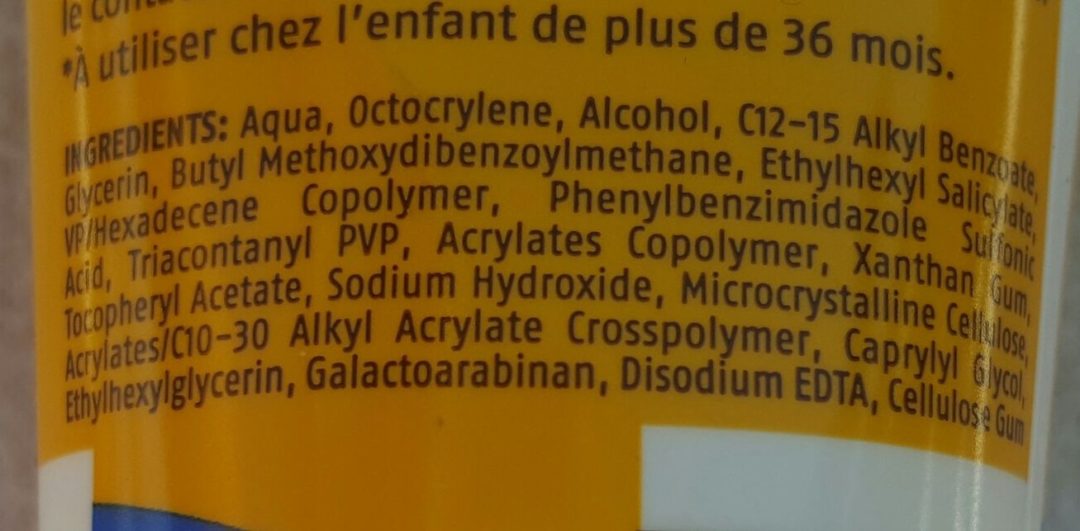 le
*À utiliser chez l'enfant de plus de 36 mois.
INGREDIENTS: Aqua, Octocrylene, Alcohol, C12-15 Alkyl Benzoate,
Glycerin, Butyl Methoxydibenzoylmethane, Ethylhexyl Salicylate,
VP/Hexadecene Copolymer, Phenylbenzimidazole Sulfonic
Acid, Triacontanyl PVP, Acrylates Copolymer, Xanthan Gum,
Tocopheryl Acetate, Sodium Hydroxide, Microcrystalline Cellulose,
Acrylates/C10-30 Alkyl Acrylate Crosspolymer, Caprylyl Glycol,
Ethylhexylglycerin, Galactoarabinan, Disodium EDTA, Cellulose Gum